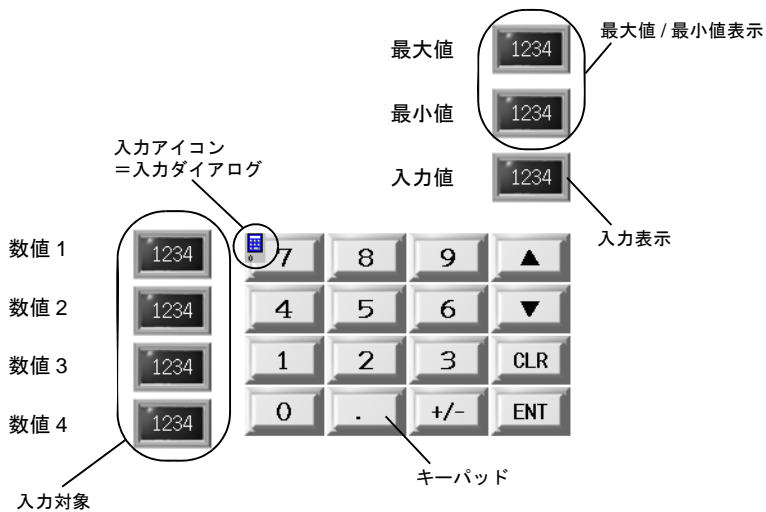 最大値 1234 最大値 / 最小値表示
最小値 1234
入力アイコン
＝入力ダイアログ
入力値 1234
入力表示
数値 1 1234 0 7 8 9 ▲
数値 2 1234 4 5 6 ▼
数値 3 1234 1 2 3 CLR
数値 4 1234 0 . +/- ENT
キーパッド
入力対象